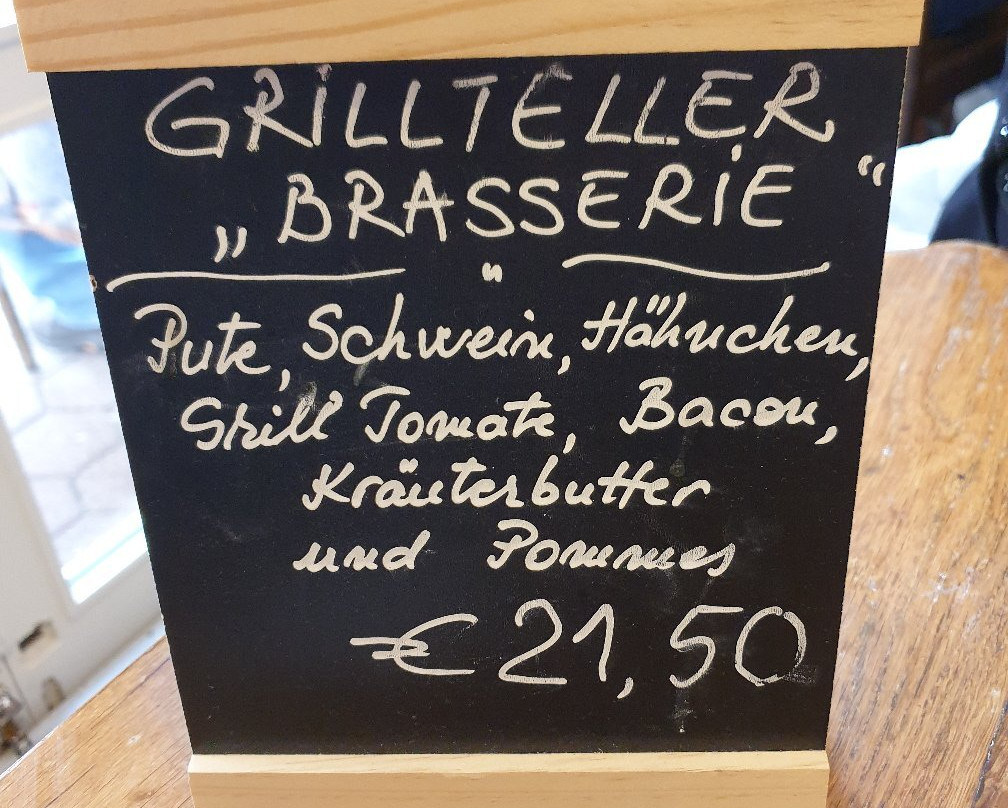 GRILLTELLER
„BRASSERIE“
"
Pute, Schwein, Hähnchen,
Grill Tomate, Bacon,
Kräuterbutter
und Pommes
€ 21,50